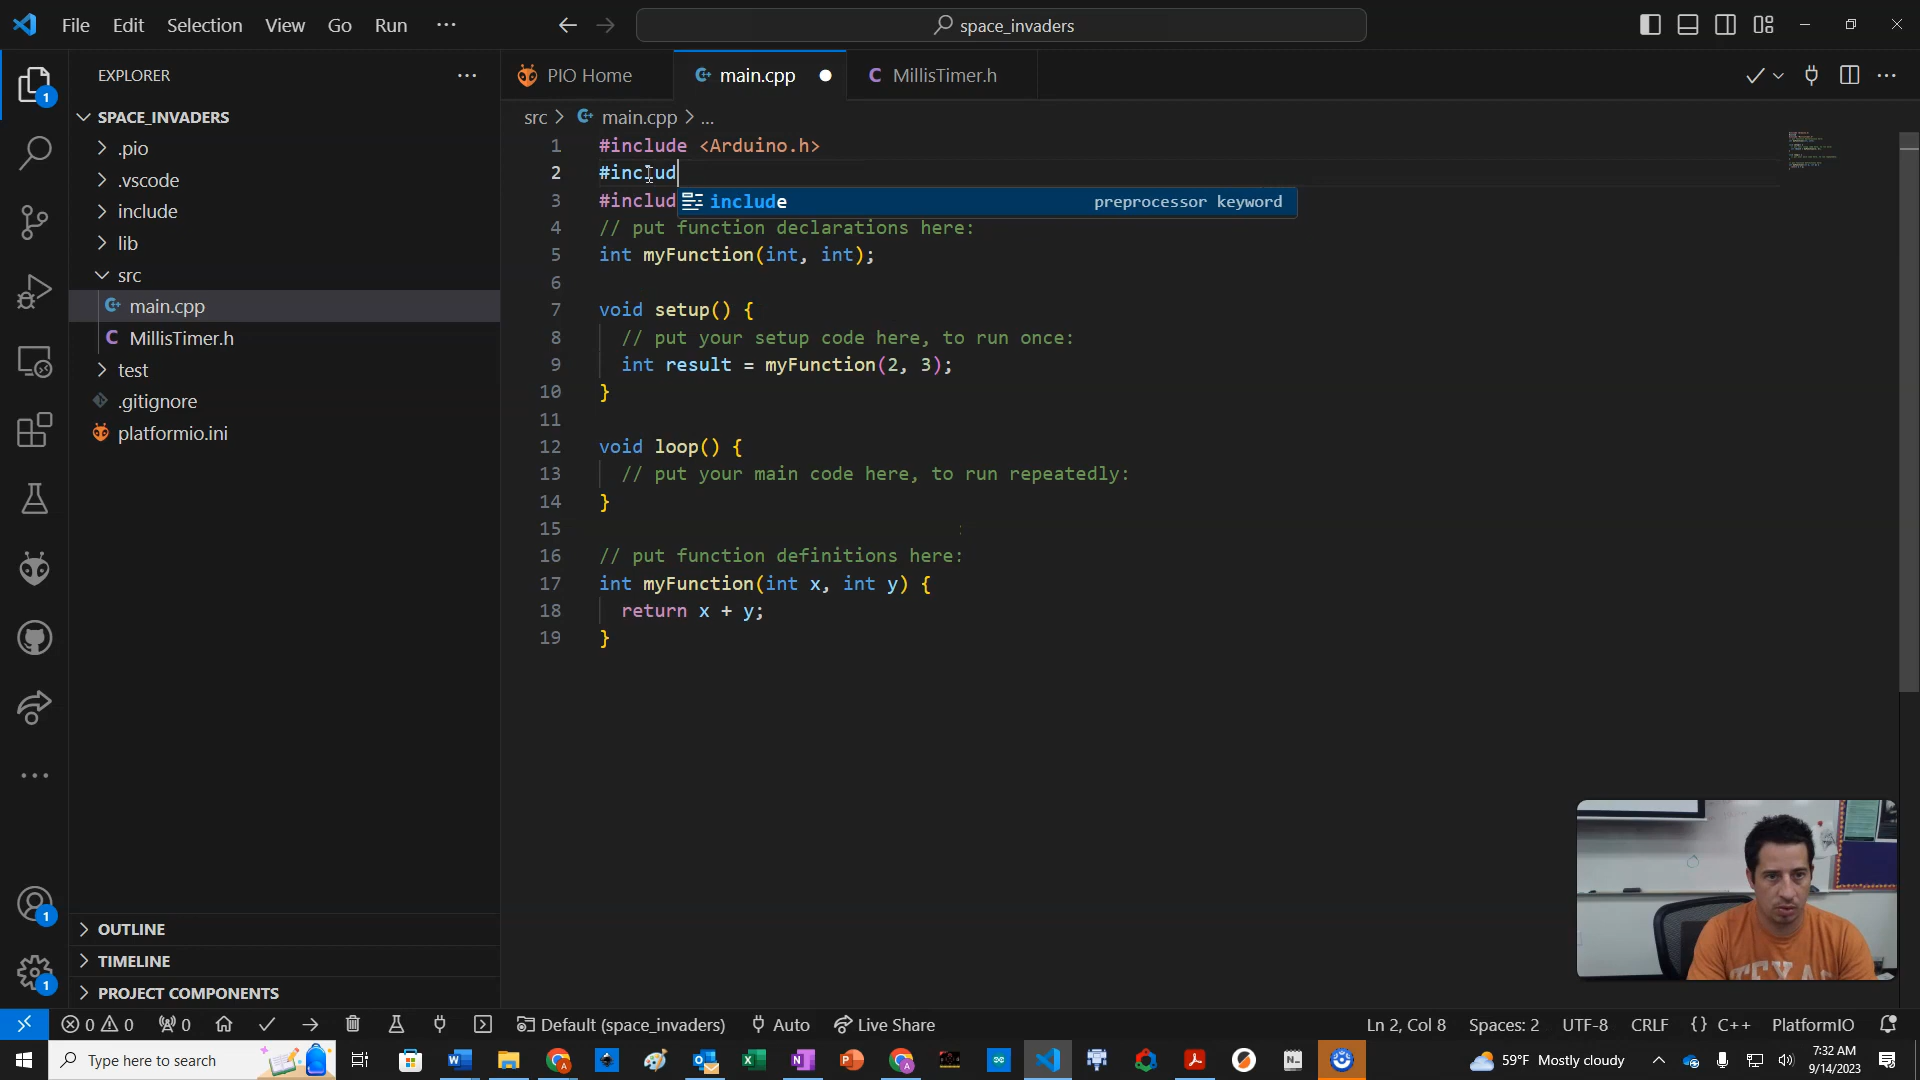 File Edit Selection View Go Run ···
space_invaders
EXPLORER ···
PIO Home
main.cpp
MillisTimer.h
SPACE_INVADERS
.pio
.vscode
include
lib
src
main.cpp
MillisTimer.h
test
.gitignore
platformio.ini
OUTLINE
TIMELINE
PROJECT COMPONENTS
1
1
1
src > main.cpp > ...
1 #include <Arduino.h>
2 #includ
3 #includ
include preprocessor keyword
4 // put function declarations here:
5 int myFunction(int, int);
6
7 void setup() {
8 // put your setup code here, to run once:
9 int result = myFunction(2, 3);
10 }
11
12 void loop() {
13 // put your main code here, to run repeatedly:
14 }
15
16 // put function definitions here:
17 int myFunction(int x, int y) {
18 return x + y;
19 }
TEXAS
0 0 0 Default (space_invaders) Auto Live Share Ln 2, Col 8 Spaces: 2 UTF-8 CRLF {} C++ PlatformIO
Type here to search
59°F Mostly cloudy
7:32 AM
9/14/2023